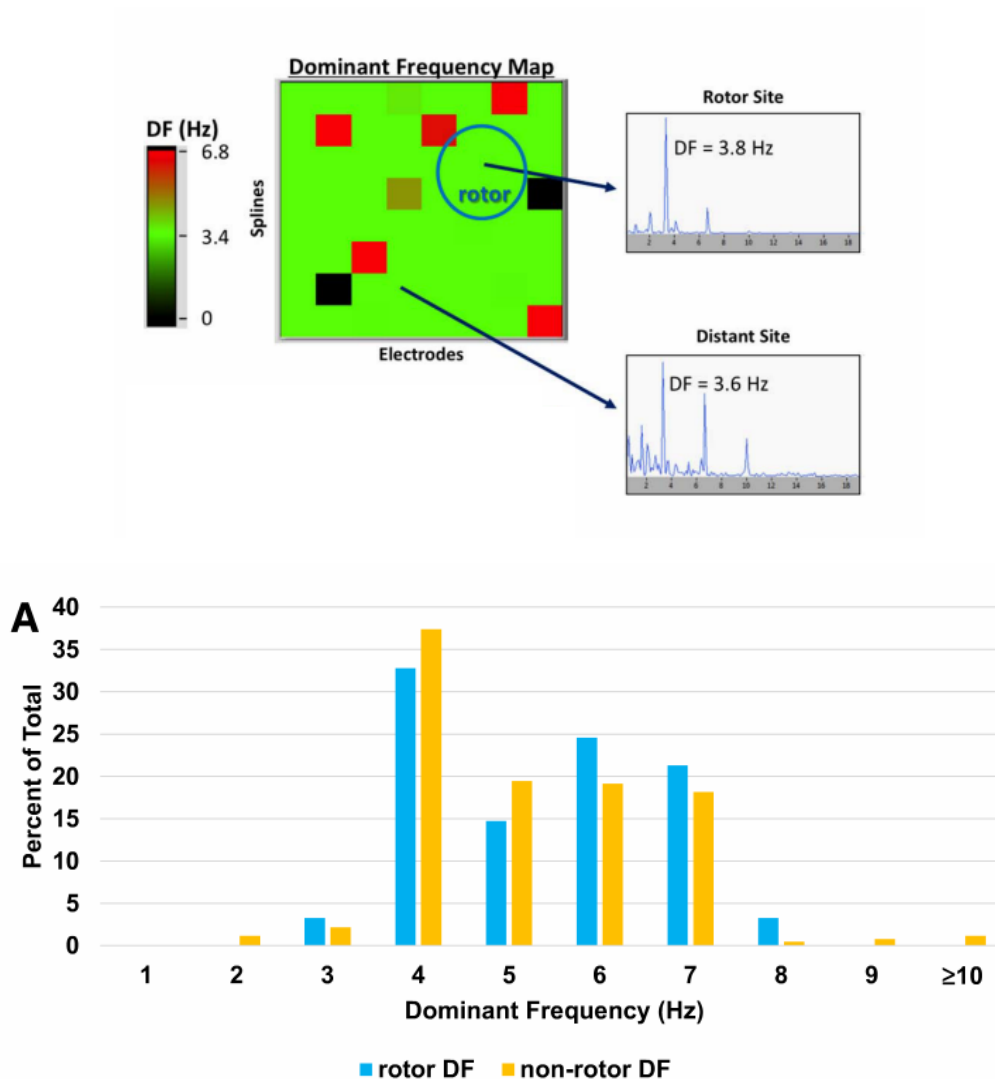 Dominant Frequency Map
DF (Hz)
6.8
3.4
0
Splines
rotor
Electrodes
Rotor Site
DF = 3.8 Hz
2 4 6 8 10 12 14 16 18
Distant Site
DF = 3.6 Hz
2 4 6 8 10 12 14 16 18
A
Percent of Total
40
35
30
25
20
15
10
5
0
1 2 3 4 5 6 7 8 9 ≥10
Dominant Frequency (Hz)
rotor DF non-rotor DF